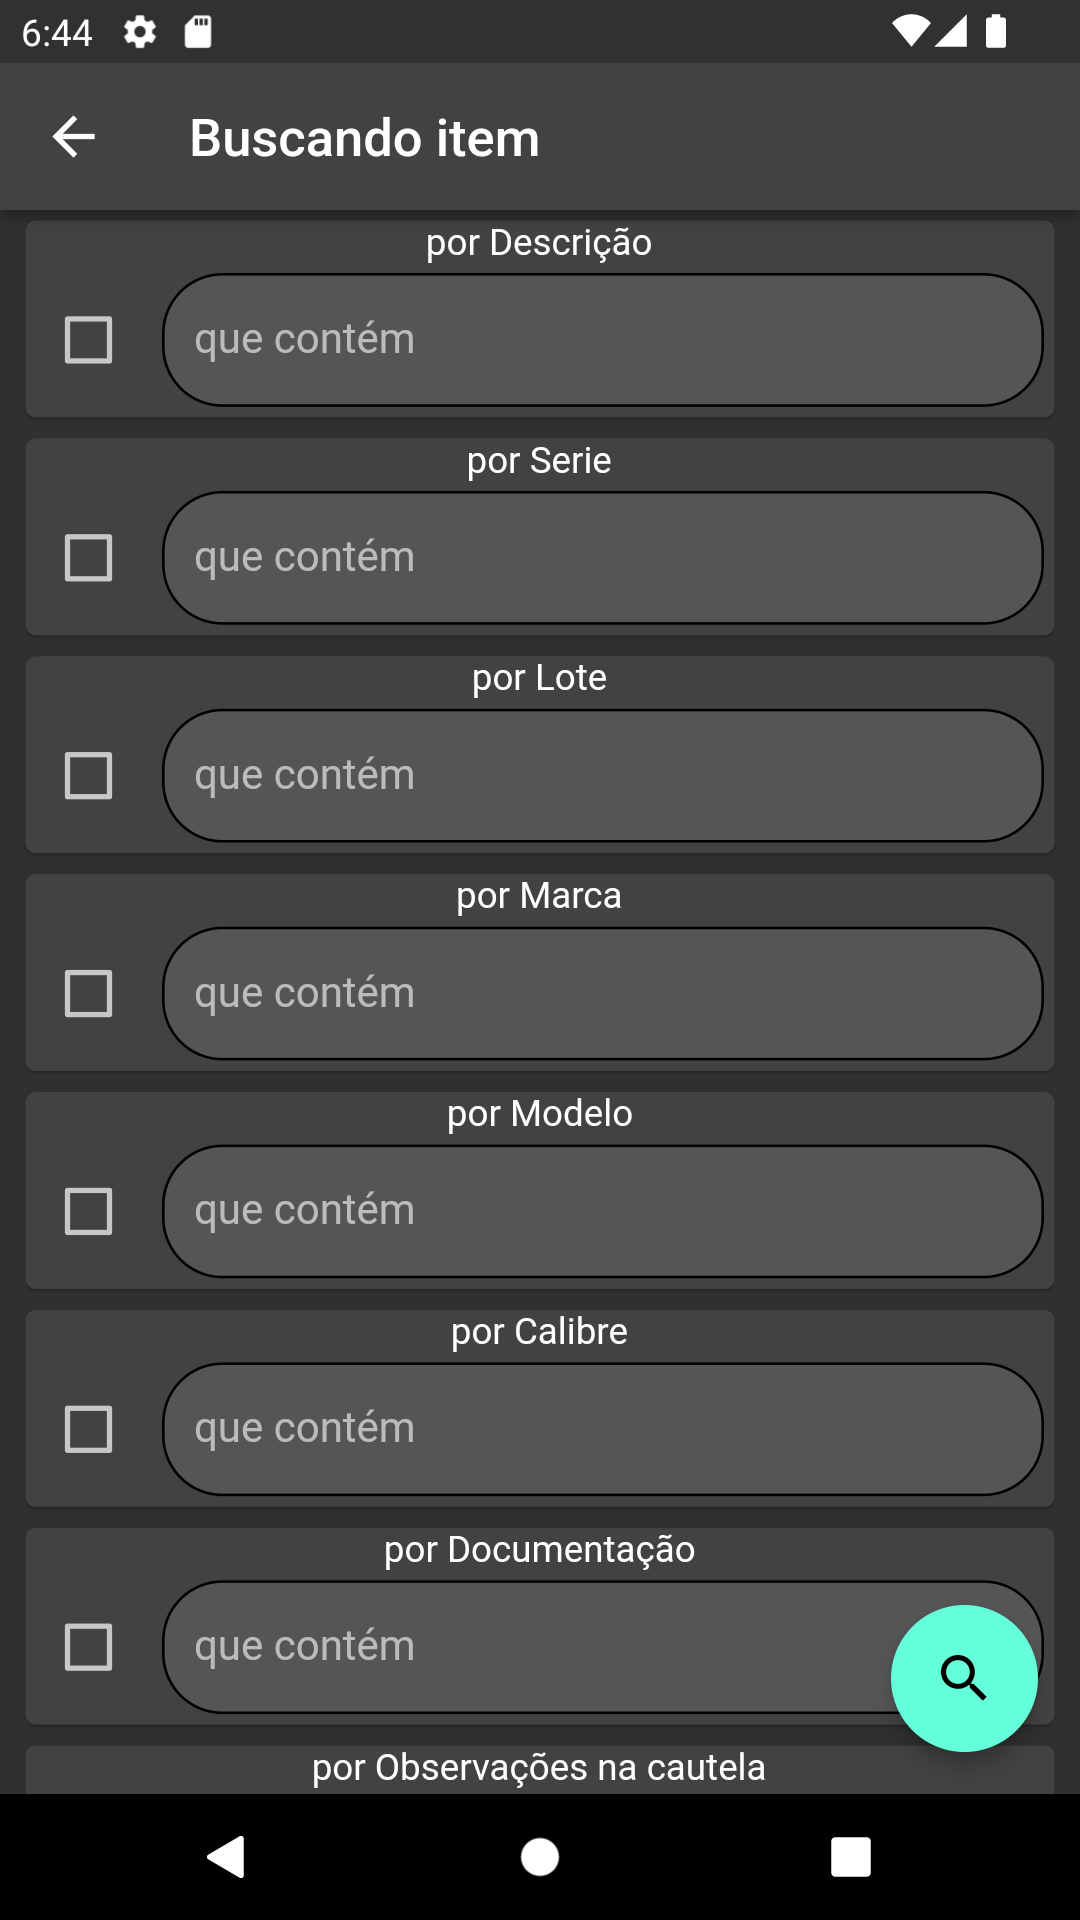 6:44
Buscando item
por Descrição
que contém
por Serie
que contém
por Lote
que contém
por Marca
que contém
por Modelo
que contém
por Calibre
que contém
por Documentação
que contém
por Observações na cautela